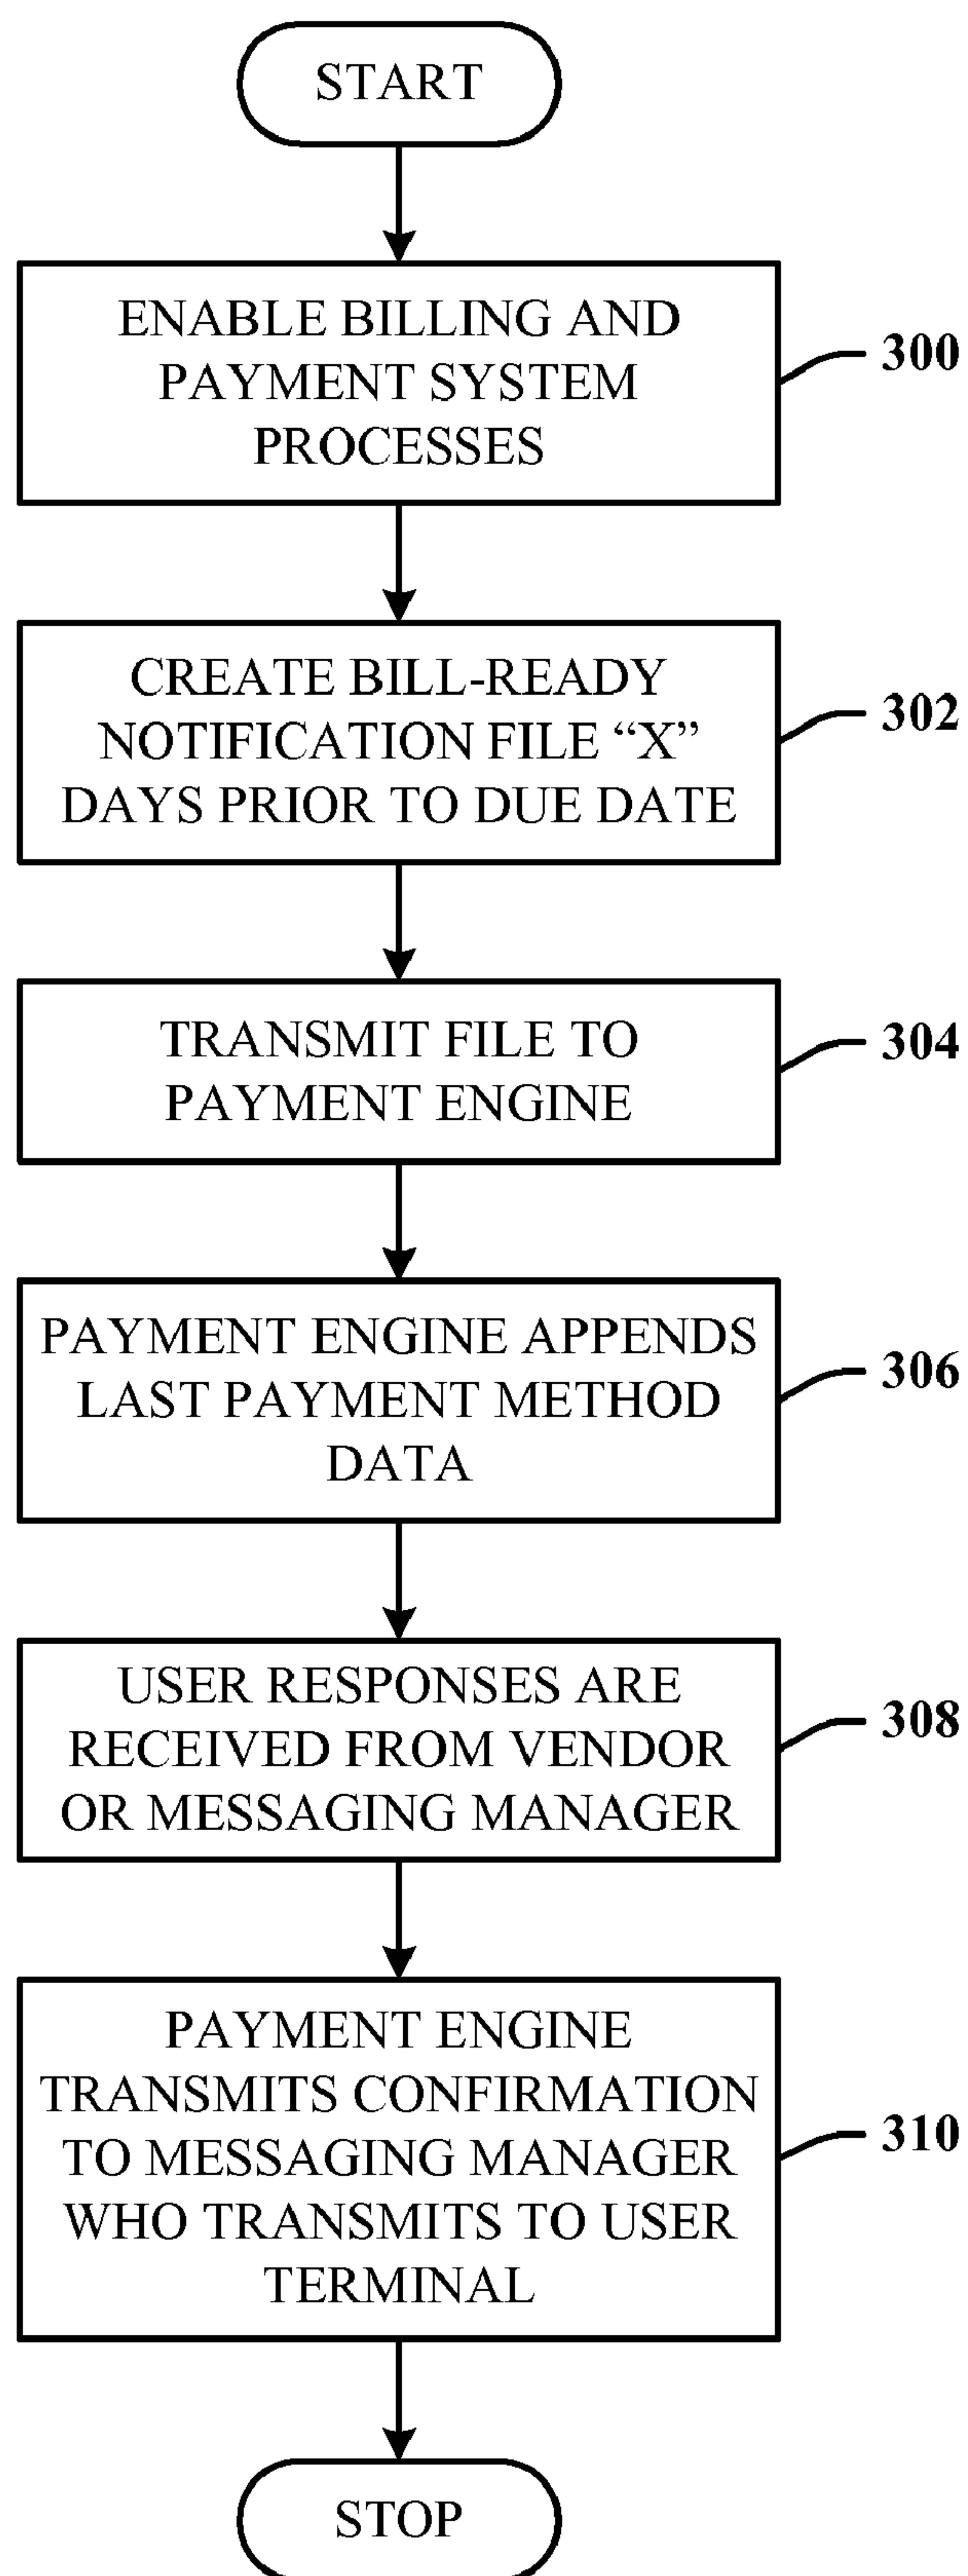 START
ENABLE BILLING AND
PAYMENT SYSTEM
PROCESSES
300
CREATE BILL-READY
NOTIFICATION FILE “X”
DAYS PRIOR TO DUE DATE
302
TRANSMIT FILE TO
PAYMENT ENGINE
304
PAYMENT ENGINE APPENDS
LAST PAYMENT METHOD
DATA
306
USER RESPONSES ARE
RECEIVED FROM VENDOR
OR MESSAGING MANAGER
308
PAYMENT ENGINE
TRANSMITS CONFIRMATION
TO MESSAGING MANAGER
WHO TRANSMITS TO USER
TERMINAL
310
STOP